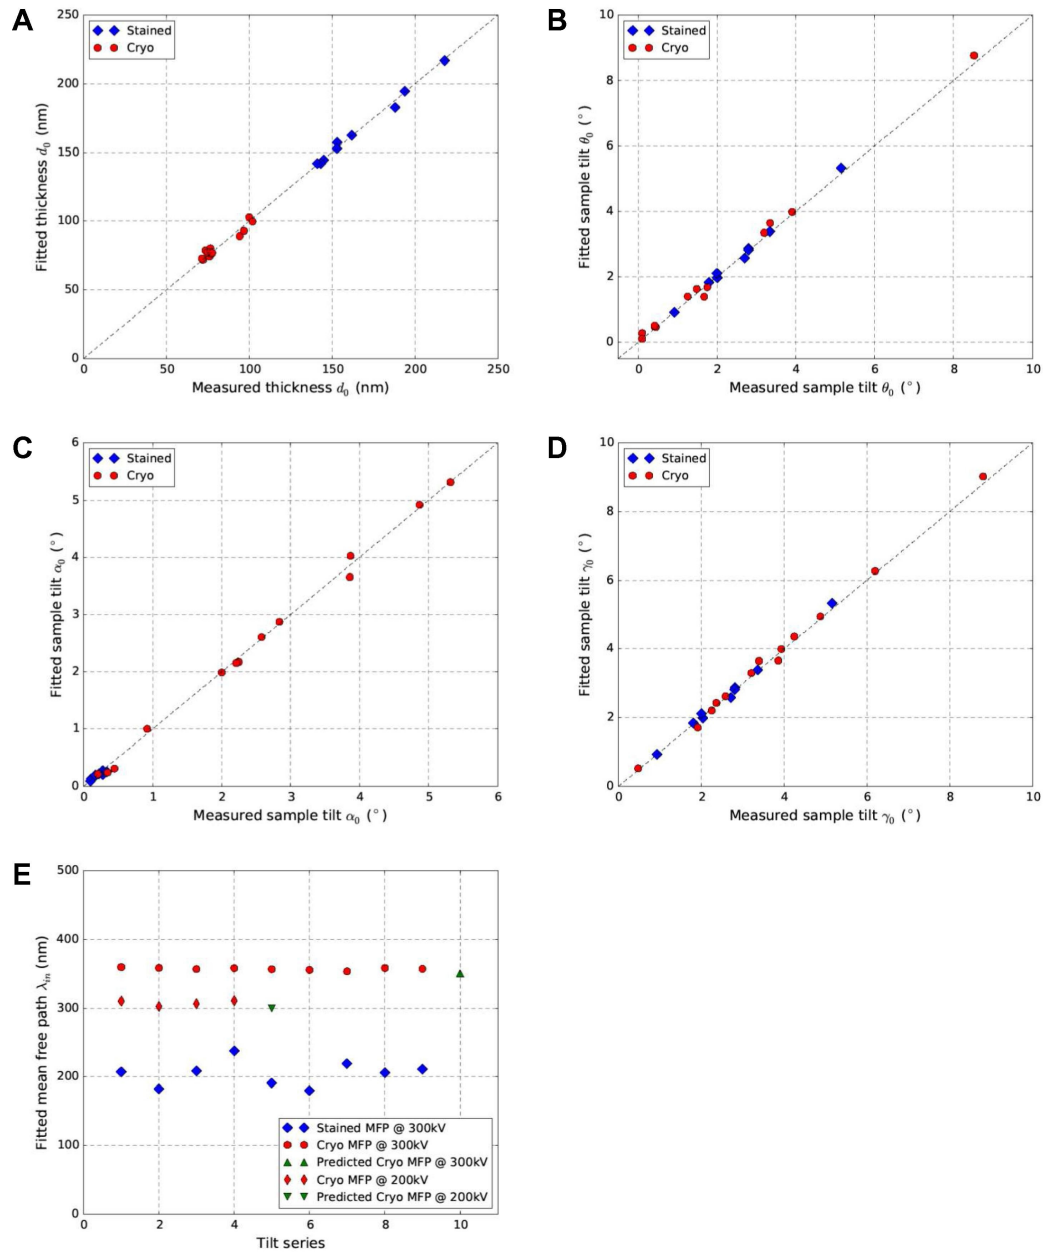 A
250
200
150
100
50
0
Fitted thickness d₀ (nm)
Stained
Cryo
0 50 100 150 200 250
Measured thickness d₀ (nm)
B
10
8
6
4
2
0
Fitted sample tilt θ₀ (°)
Stained
Cryo
0 2 4 6 8 10
Measured sample tilt θ₀ (°)
C
6
5
4
3
2
1
0
Fitted sample tilt α₀ (°)
Stained
Cryo
0 1 2 3 4 5 6
Measured sample tilt α₀ (°)
D
10
8
6
4
2
0
Fitted sample tilt γ₀ (°)
Stained
Cryo
0 2 4 6 8 10
Measured sample tilt γ₀ (°)
E
500
400
300
200
100
0
Fitted mean free path λᵢₙ (nm)
Stained MFP @ 300kV
Cryo MFP @ 300kV
Predicted Cryo MFP @ 300kV
Cryo MFP @ 200kV
Predicted Cryo MFP @ 200kV
0 2 4 6 8 10
Tilt series